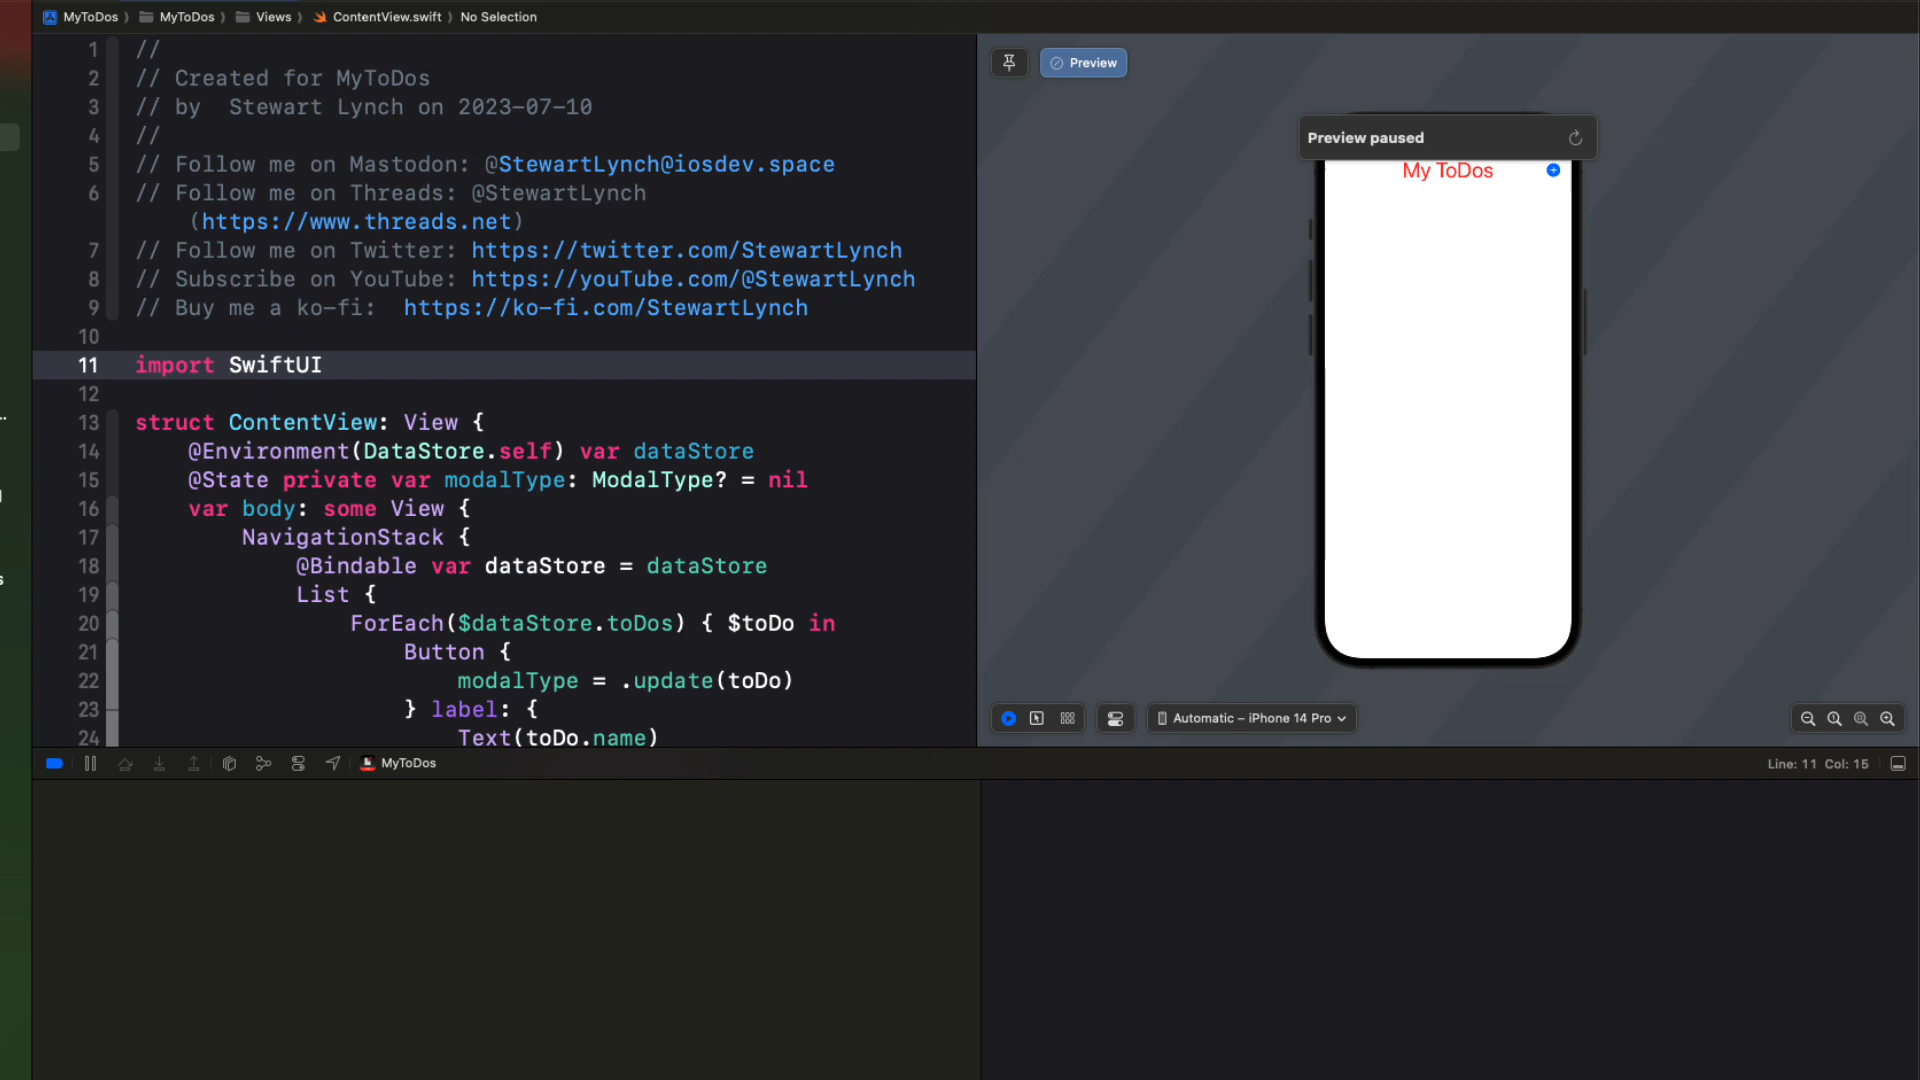 MyToDos 〉 MyToDos 〉 Views 〉 ContentView.swift 〉 No Selection
1 //
2 // Created for MyToDos
3 // by  Stewart Lynch on 2023-07-10
4 //
5 // Follow me on Mastodon: @StewartLynch@iosdev.space
6 // Follow me on Threads: @StewartLynch
(https://www.threads.net)
7 // Follow me on Twitter: https://twitter.com/StewartLynch
8 // Subscribe on YouTube: https://youTube.com/@StewartLynch
9 // Buy me a ko-fi:  https://ko-fi.com/StewartLynch
10
11 import SwiftUI
12
13 struct ContentView: View {
14     @Environment(DataStore.self) var dataStore
15     @State private var modalType: ModalType? = nil
16     var body: some View {
17         NavigationStack {
18             @Bindable var dataStore = dataStore
19             List {
20                 ForEach($dataStore.toDos) { $toDo in
21                     Button {
22                         modalType = .update(toDo)
23                     } label: {
24                         Text(toDo.name)
Preview
Preview paused
My ToDos
Automatic – iPhone 14 Pro
MyToDos
Line: 11  Col: 15